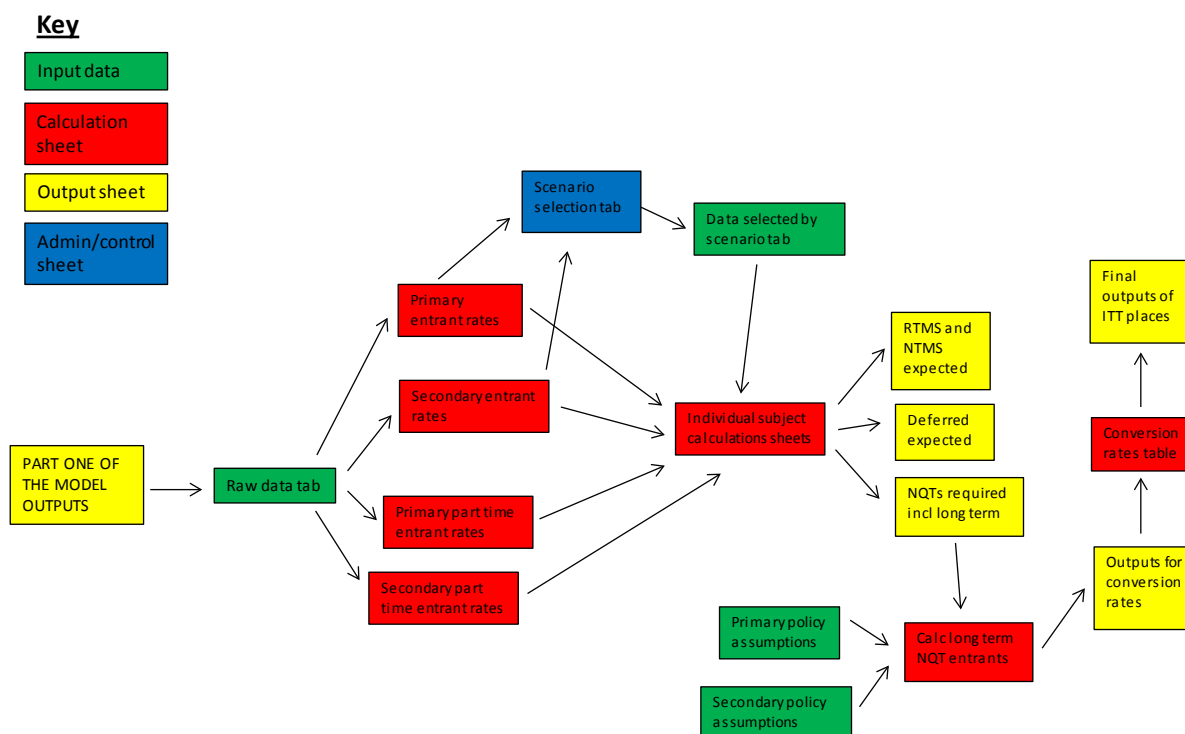 Key
Input data
Calculation
sheet
Output sheet
Admin/control
sheet
Scenario
selection tab
Data selected by
scenario tab
Primary
entrant rates
Secondary entrant
rates
PART ONE OF
THE MODEL
OUTPUTS
Raw data tab
Primary part time
entrant rates
Secondary part
time entrant rates
Individual subject
calculations sheets
RTMS and
NTMS
expected
Deferred
expected
NQTs required
incl long term
Primary policy
assumptions
Secondary policy
assumptions
Calc long term
NQT entrants
Outputs for
conversion
rates
Conversion
rates table
Final
outputs of
ITT places